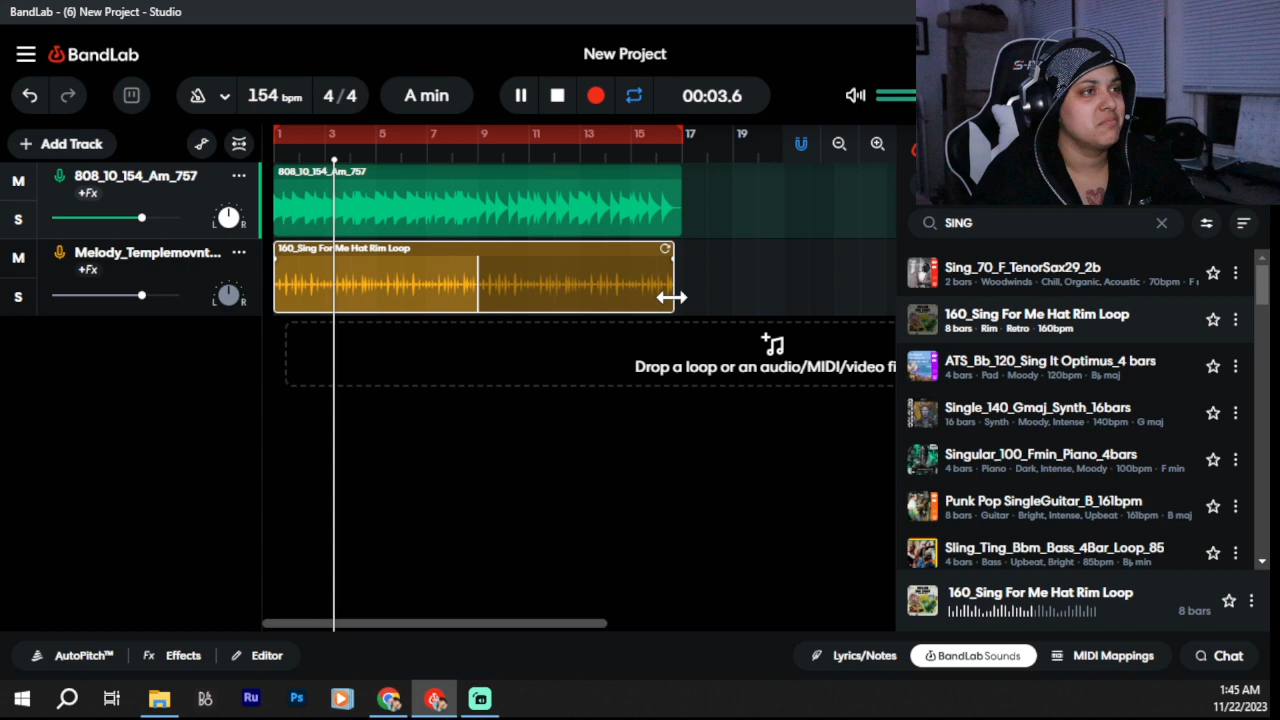 BandLab - (6) New Project - Studio
BandLab
New Project
154 bpm
4/4
A min
00:03.6
Add Track
1 3 5 7 9 11 13 15 17 19
M
808_10_154_Am_757
+Fx
S
L R
808_10_154_Am_757
M
Melody_Templemovnt...
+Fx
S
L R
160_Sing For Me Hat Rim Loop
Drop a loop or an audio/MIDI/video fi
SING
Sing_70_F_TenorSax29_2b
2 bars · Woodwinds · Chill, Organic, Acoustic · 70bpm · F r
160_Sing For Me Hat Rim Loop
8 bars · Rim · Retro · 160bpm
ATS_Bb_120_Sing It Optimus_4 bars
4 bars · Pad · Moody · 120bpm · B♭ maj
Single_140_Gmaj_Synth_16bars
16 bars · Synth · Moody, Intense · 140bpm · G maj
Singular_100_Fmin_Piano_4bars
4 bars · Piano · Dark, Intense, Moody · 100bpm · F min
Punk Pop SingleGuitar_B_161bpm
8 bars · Guitar · Bright, Intense, Upbeat · 161bpm · B maj
Sling_Ting_Bbm_Bass_4Bar_Loop_85
4 bars · Bass · Upbeat, Bright · 85bpm · B♭ min
160_Sing For Me Hat Rim Loop
8 bars
AutoPitch™
Fx Effects
Editor
Lyrics/Notes
BandLab Sounds
MIDI Mappings
Chat
Ru
Ps
1:45 AM
11/22/2023